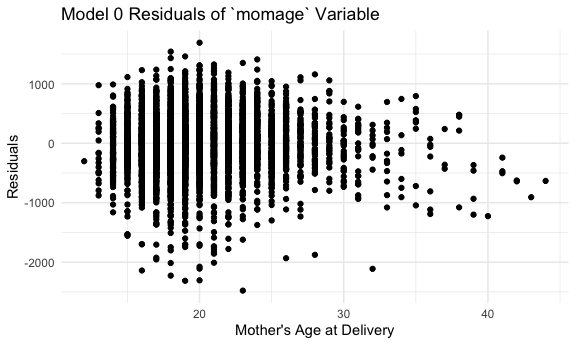 Model 0 Residuals of `momage` Variable
1000
0
-1000
-2000
Residuals
20
30
40
Mother's Age at Delivery